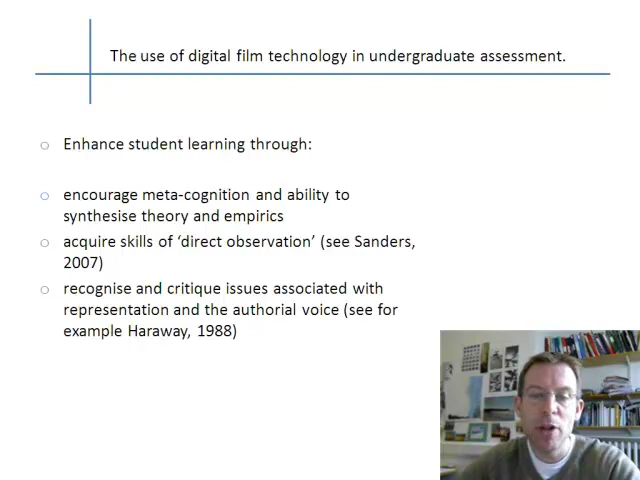 The use of digital film technology in undergraduate assessment.
Enhance student learning through:
encourage meta-cognition and ability to
synthesise theory and empirics
acquire skills of ‘direct observation’ (see Sanders,
2007)
recognise and critique issues associated with
representation and the authorial voice (see for
example Haraway, 1988)